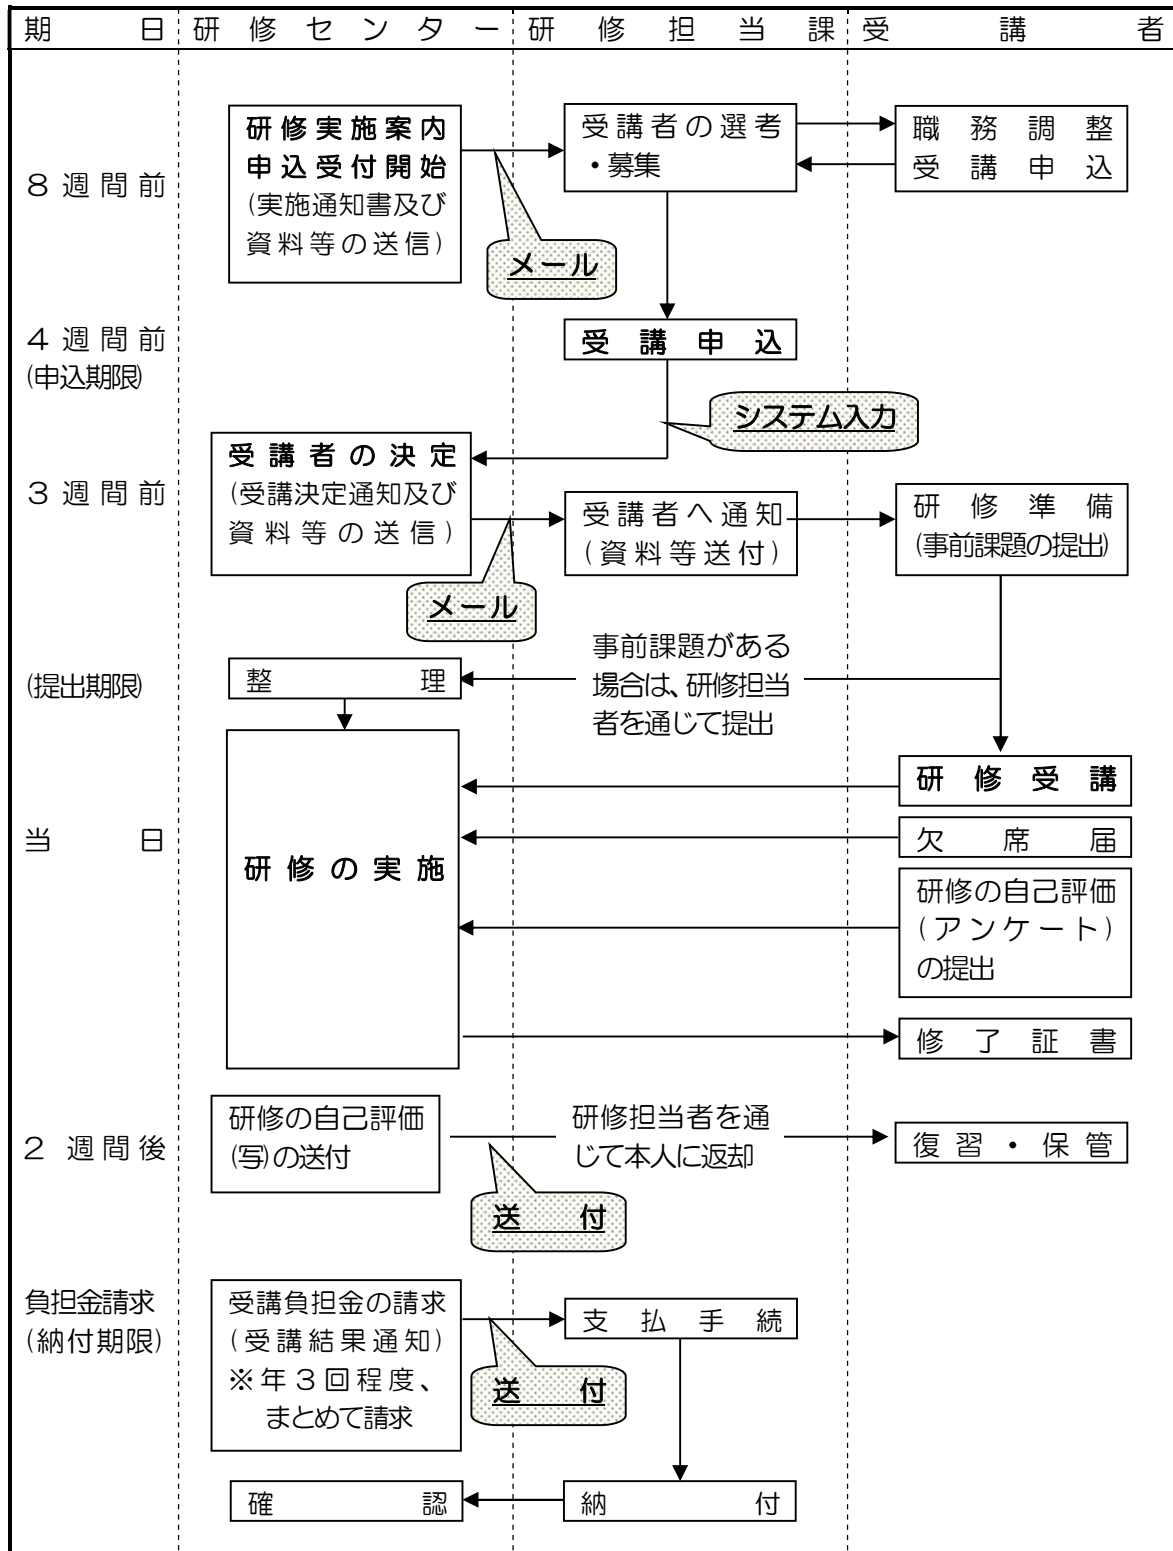 期日 研修センター 研修担当課 受講者
8週間前
研修実施案内
申込受付開始
(実施通知書及び
資料等の送信)
メール
受講者の選考
・募集
職務調整
受講申込
4週間前
(申込期限)
受講申込
システム入力
3週間前
受講者の決定
(受講決定通知及び
資料等の送信)
メール
受講者へ通知
(資料等送付)
研修準備
(事前課題の提出)
(提出期限)
整理
事前課題がある
場合は、研修担当
者を通じて提出
当日
研修の実施
研修受講
欠席届
研修の自己評価
(アンケート)
の提出
修了証書
2週間後
研修の自己評価
(写)の送付
送付
研修担当者を通
じて本人に返却
復習・保管
負担金請求
(納付期限)
受講負担金の請求
(受講結果通知)
※年3回程度、
まとめて請求
送付
支払手続
確認
納付